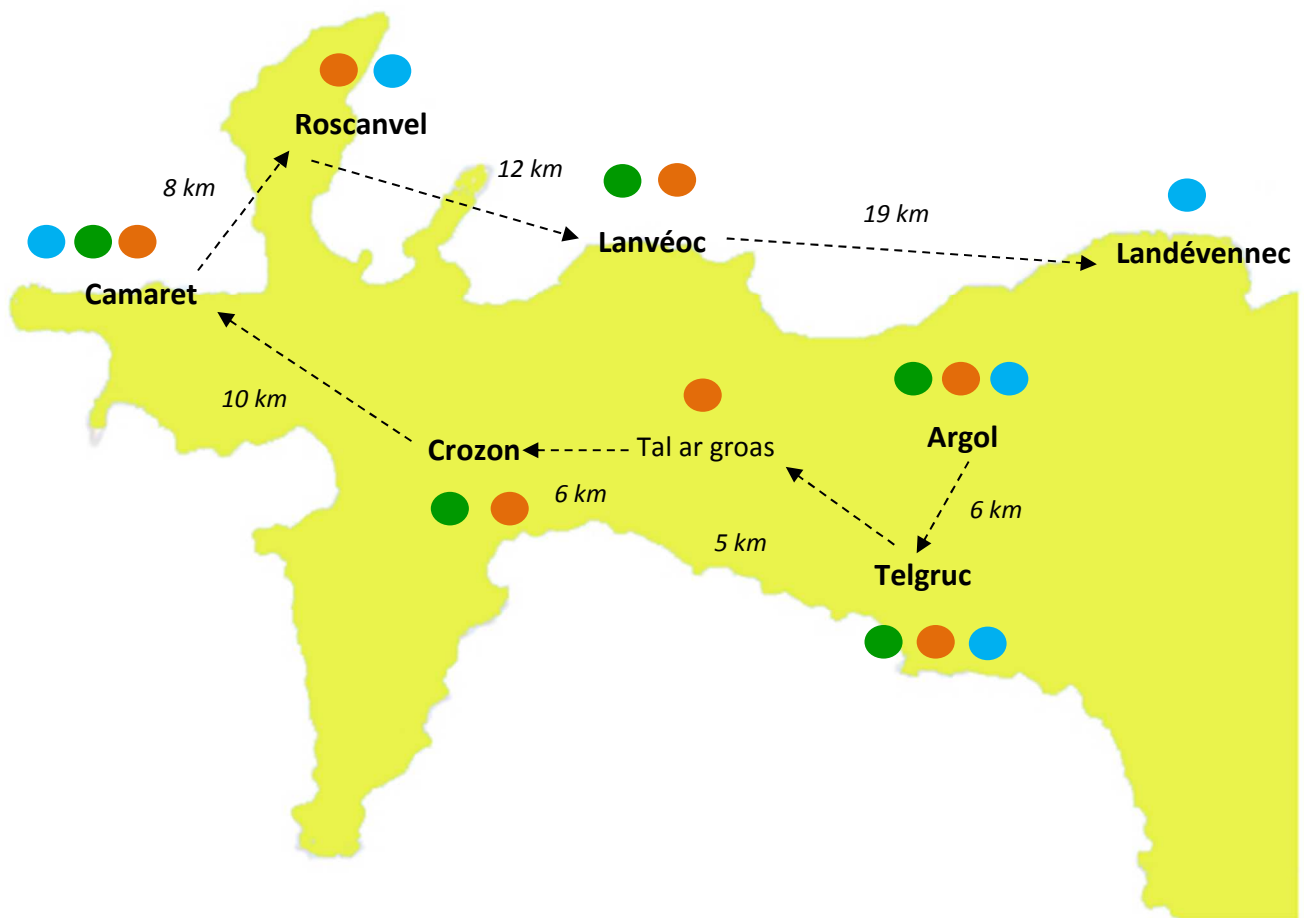 Roscanvel
12 km
8 km
Lanvéoc
19 km
Landévennec
Camaret
10 km
Crozon
Tal ar groas
Argol
6 km
6 km
5 km
Telgruc